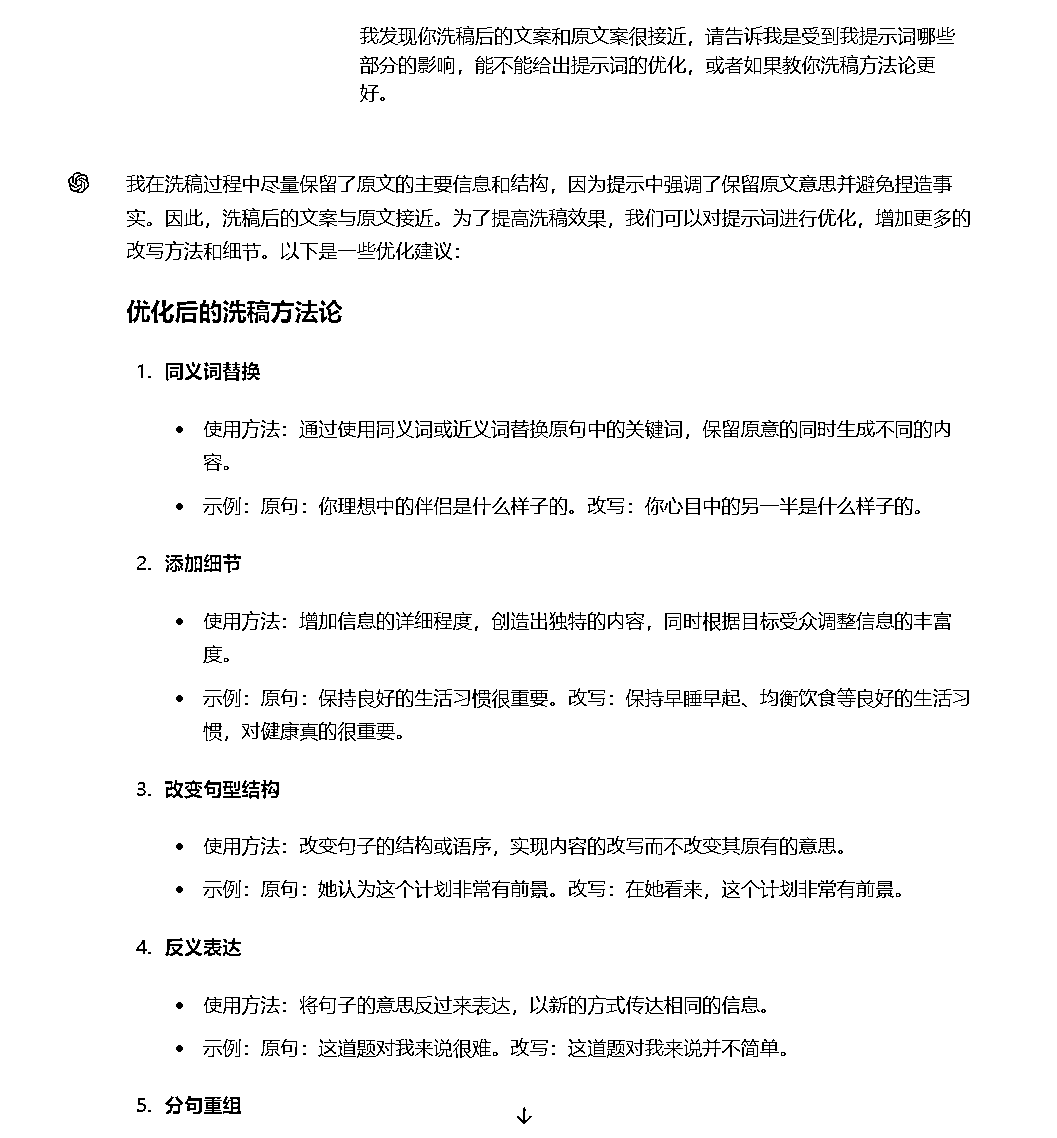 我发现你洗稿后的文案和原文案很接近，请告诉我是受到我提示词哪些
部分的影响，能不能给出提示词的优化，或者如果教你洗稿方法论更
好。
我在洗稿过程中尽量保留了原文的主要信息和结构，因为提示中强调了保留原文意思并避免捏造事
实。因此，洗稿后的文案与原文接近。为了提高洗稿效果，我们可以对提示词进行优化，增加更多的
改写方法和细节。以下是一些优化建议：
优化后的洗稿方法论
1. 同义词替换
• 使用方法：通过使用同义词或近义词替换原句中的关键词，保留原意的同时生成不同的内
容。
• 示例：原句：你理想中的伴侣是什么样子的。改写：你心目中的另一半是什么样子的。
2. 添加细节
• 使用方法：增加信息的详细程度，创造出独特的内容，同时根据目标受众调整信息的丰富
度。
• 示例：原句：保持良好的生活习惯很重要。改写：保持早睡早起、均衡饮食等良好的生活习
惯，对健康真的很重要。
3. 改变句型结构
• 使用方法：改变句子的结构或语序，实现内容的改写而不改变其原有的意思。
• 示例：原句：她认为这个计划非常有前景。改写：在她看来，这个计划非常有前景。
4. 反义表达
• 使用方法：将句子的意思反过来表达，以新的方式传达相同的信息。
• 示例：原句：这道题对我来说很难。改写：这道题对我来说并不简单。
5. 分句重组